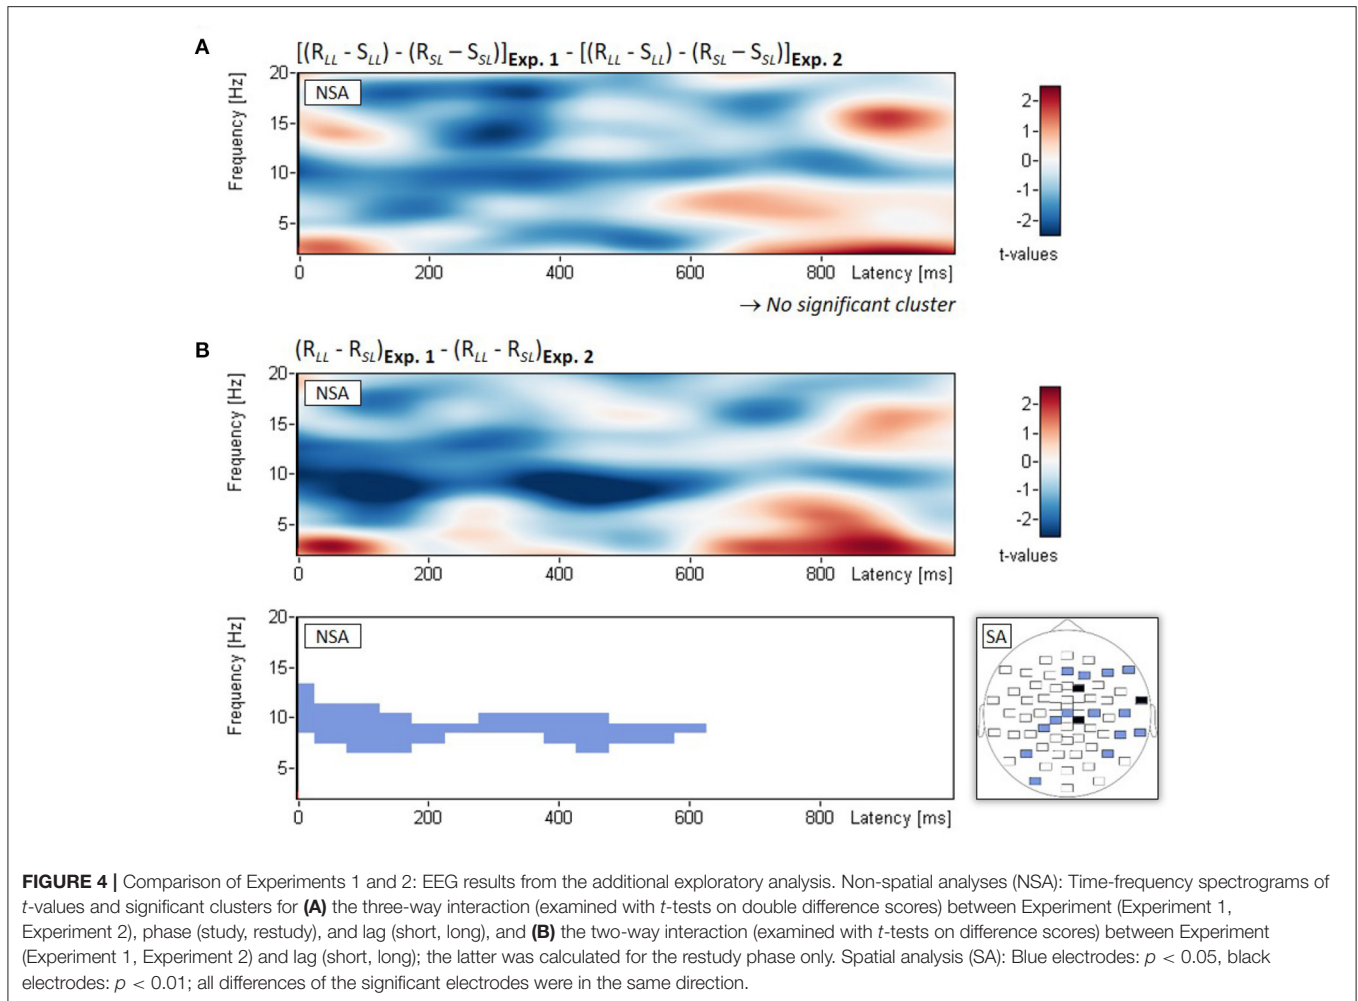 A
[(R_LL - S_LL) - (R_SL – S_SL)]_Exp. 1 - [(R_LL - S_LL) - (R_SL – S_SL)]_Exp. 2
Frequency [Hz]
20
15
10
5
NSA
0 200 400 600 800 Latency [ms]
2
1
0
-1
-2
t-values
→ No significant cluster
B
(R_LL - R_SL)_Exp. 1 - (R_LL - R_SL)_Exp. 2
Frequency [Hz]
20
15
10
5
NSA
0 200 400 600 800 Latency [ms]
2
1
0
-1
-2
t-values
Frequency [Hz]
20
15
10
5
NSA
0 200 400 600 800 Latency [ms]
SA
FIGURE 4 | Comparison of Experiments 1 and 2: EEG results from the additional exploratory analysis. Non-spatial analyses (NSA): Time-frequency spectrograms of
t-values and significant clusters for (A) the three-way interaction (examined with t-tests on double difference scores) between Experiment (Experiment 1,
Experiment 2), phase (study, restudy), and lag (short, long), and (B) the two-way interaction (examined with t-tests on difference scores) between Experiment
(Experiment 1, Experiment 2) and lag (short, long); the latter was calculated for the restudy phase only. Spatial analysis (SA): Blue electrodes: p < 0.05, black
electrodes: p < 0.01; all differences of the significant electrodes were in the same direction.